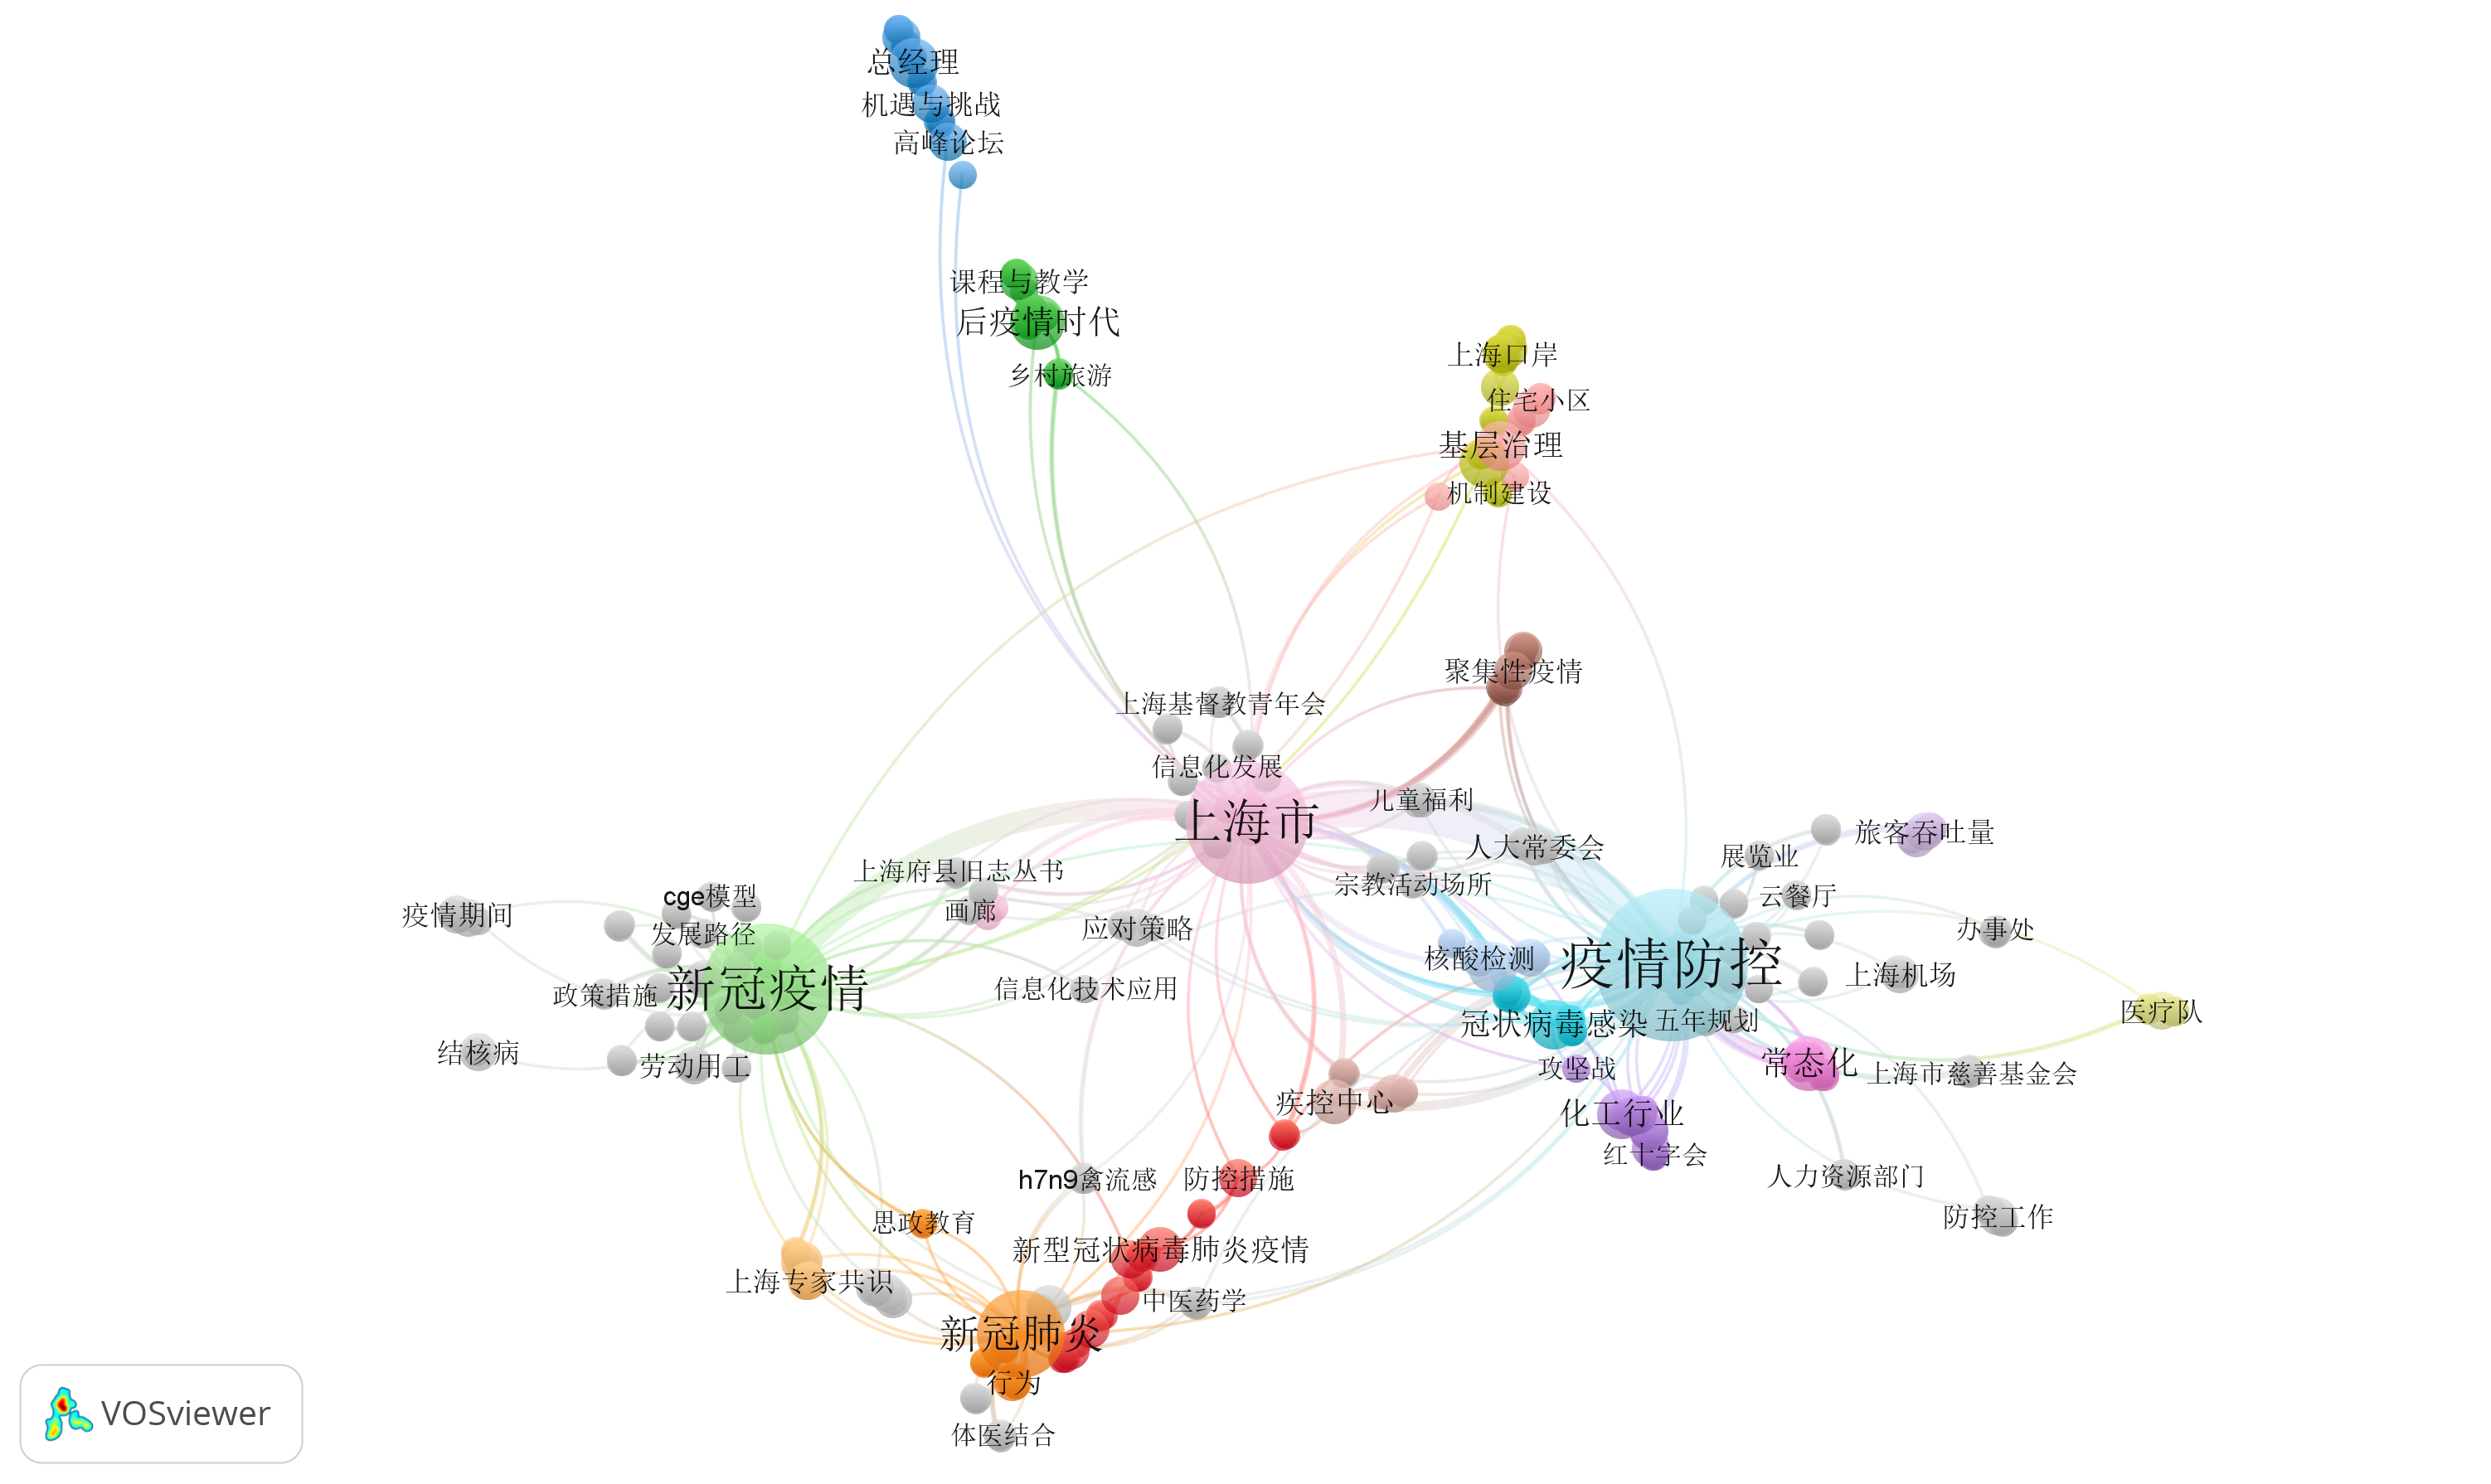 总经理
机遇与挑战
高峰论坛
课程与教学
后疫情时代
乡村旅游
上海口岸
住宅小区
基层治理
机制建设
聚集性疫情
上海基督教青年会
信息化发展
上海市
儿童福利
人大常委会
宗教活动场所
旅客吞吐量
展览业
云餐厅
上海府县旧志丛书
画廊
应对策略
cge模型
疫情期间
发展路径
办事处
核酸检测
疫情防控
上海机场
新冠疫情
政策措施
信息化技术应用
医疗队
冠状病毒感染
五年规划
结核病
劳动用工
攻坚战
常态化
上海市慈善基金会
疾控中心
化工行业
红十字会
h7n9禽流感
防控措施
人力资源部门
防控工作
思政教育
新型冠状病毒肺炎疫情
上海专家共识
中医药学
新冠肺炎
行为
体医结合
VOSviewer